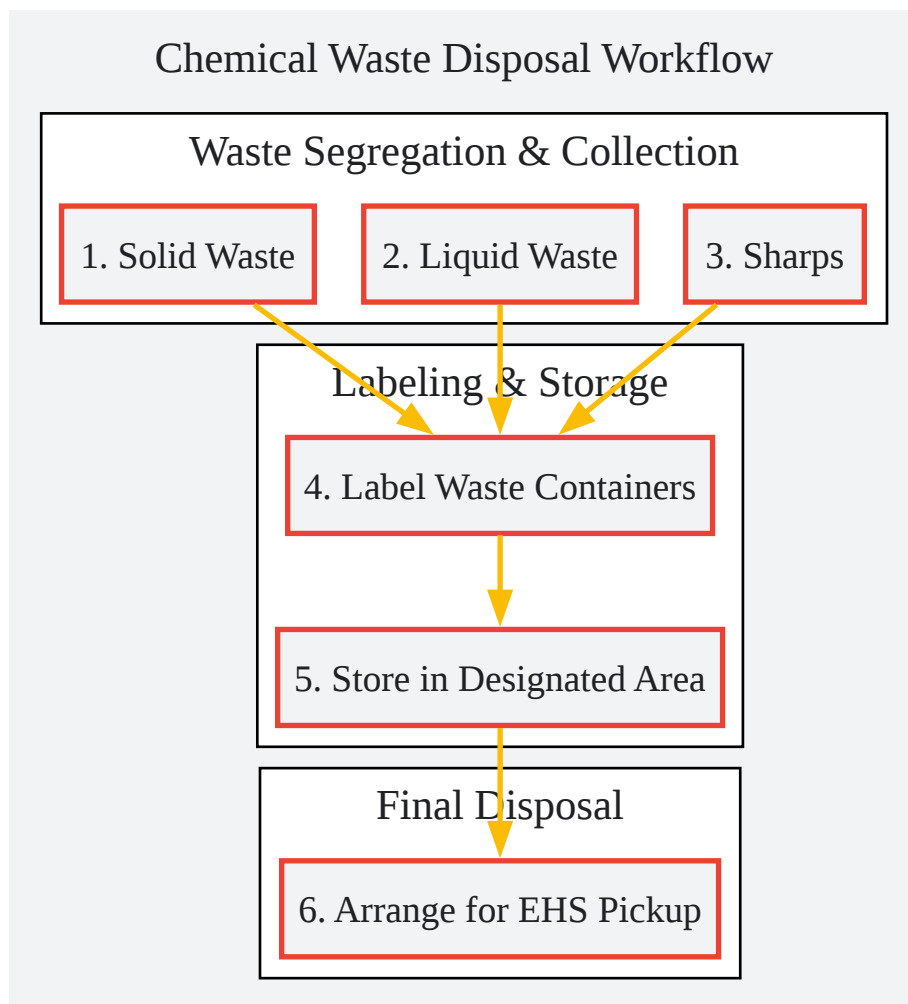 Chemical Waste Disposal Workflow
Waste Segregation & Collection
1. Solid Waste
2. Liquid Waste
3. Sharps
Labeling & Storage
4. Label Waste Containers
5. Store in Designated Area
Final Disposal
6. Arrange for EHS Pickup